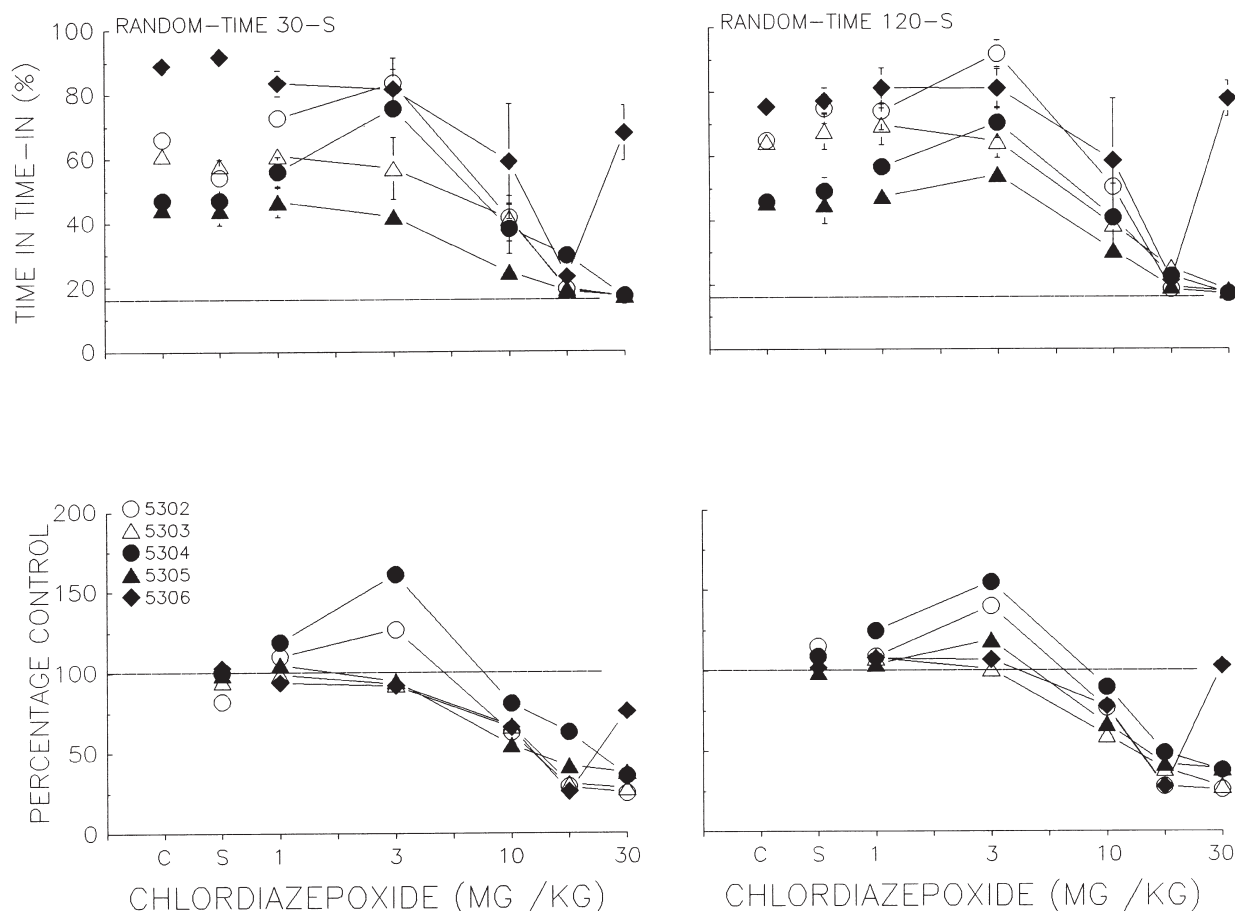 RANDOM-TIME 30-S
RANDOM-TIME 120-S
TIME IN TIME-IN (%)
100
80
60
40
20
0
PERCENTAGE CONTROL
200
150
100
50
0
5302
5303
5304
5305
5306
C S 1 3 10 30
C S 1 3 10 30
CHLORDIAZEPOXIDE (MG /KG)
CHLORDIAZEPOXIDE (MG /KG)